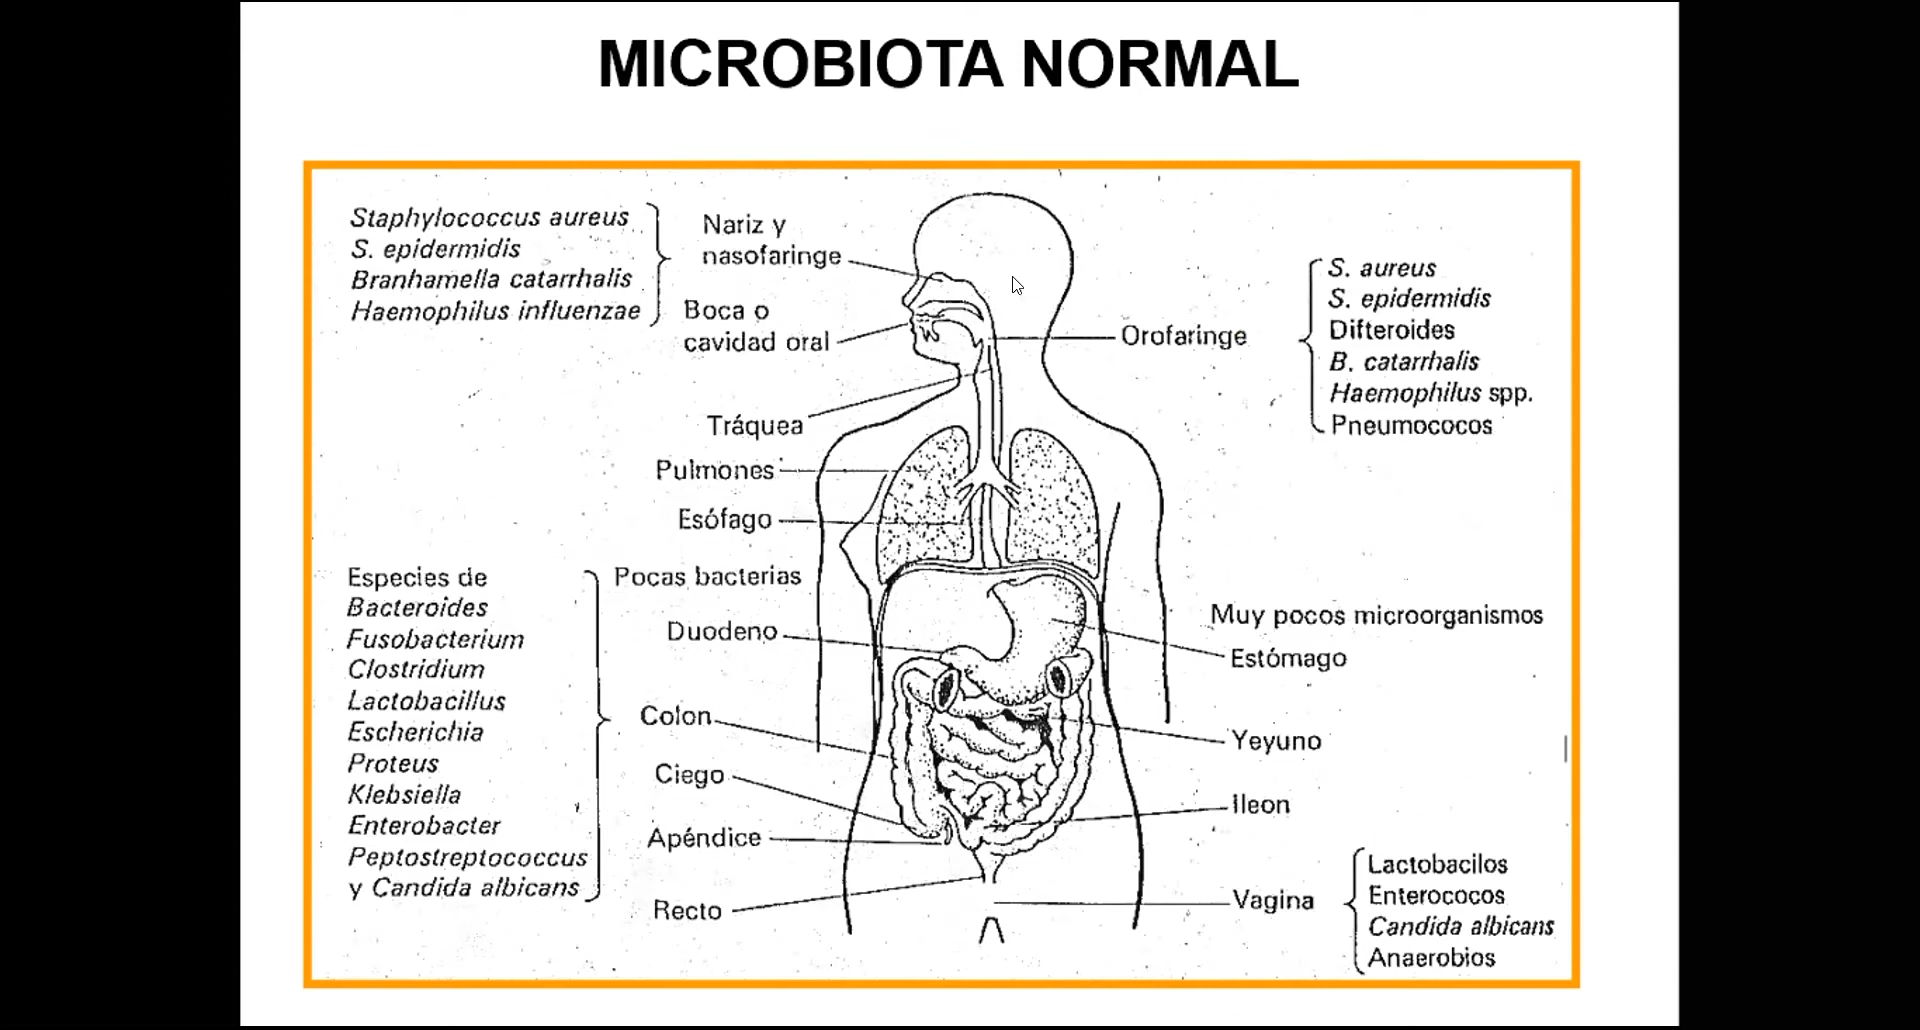 MICROBIOTA NORMAL
Staphylococcus aureus
S. epidermidis
Branhamella catarrhalis
Haemophilus influenzae
Nariz y
nasofaringe
Boca o
cavidad oral
Orofaringe
S. aureus
S. epidermidis
Difteroides
B. catarrhalis
Haemophilus spp.
Pneumococos
Tráquea
Pulmones
Esófago
Especies de
Bacteroides
Fusobacterium
Clostridium
Lactobacillus
Escherichia
Proteus
Klebsiella
Enterobacter
Peptostreptococcus
y Candida albicans
Pocas bacterias
Duodeno
Colon
Ciego
Apéndice
Recto
Muy pocos microorganismos
Estómago
Yeyuno
Ileon
Vagina
Lactobacilos
Enterococos
Candida albicans
Anaerobios